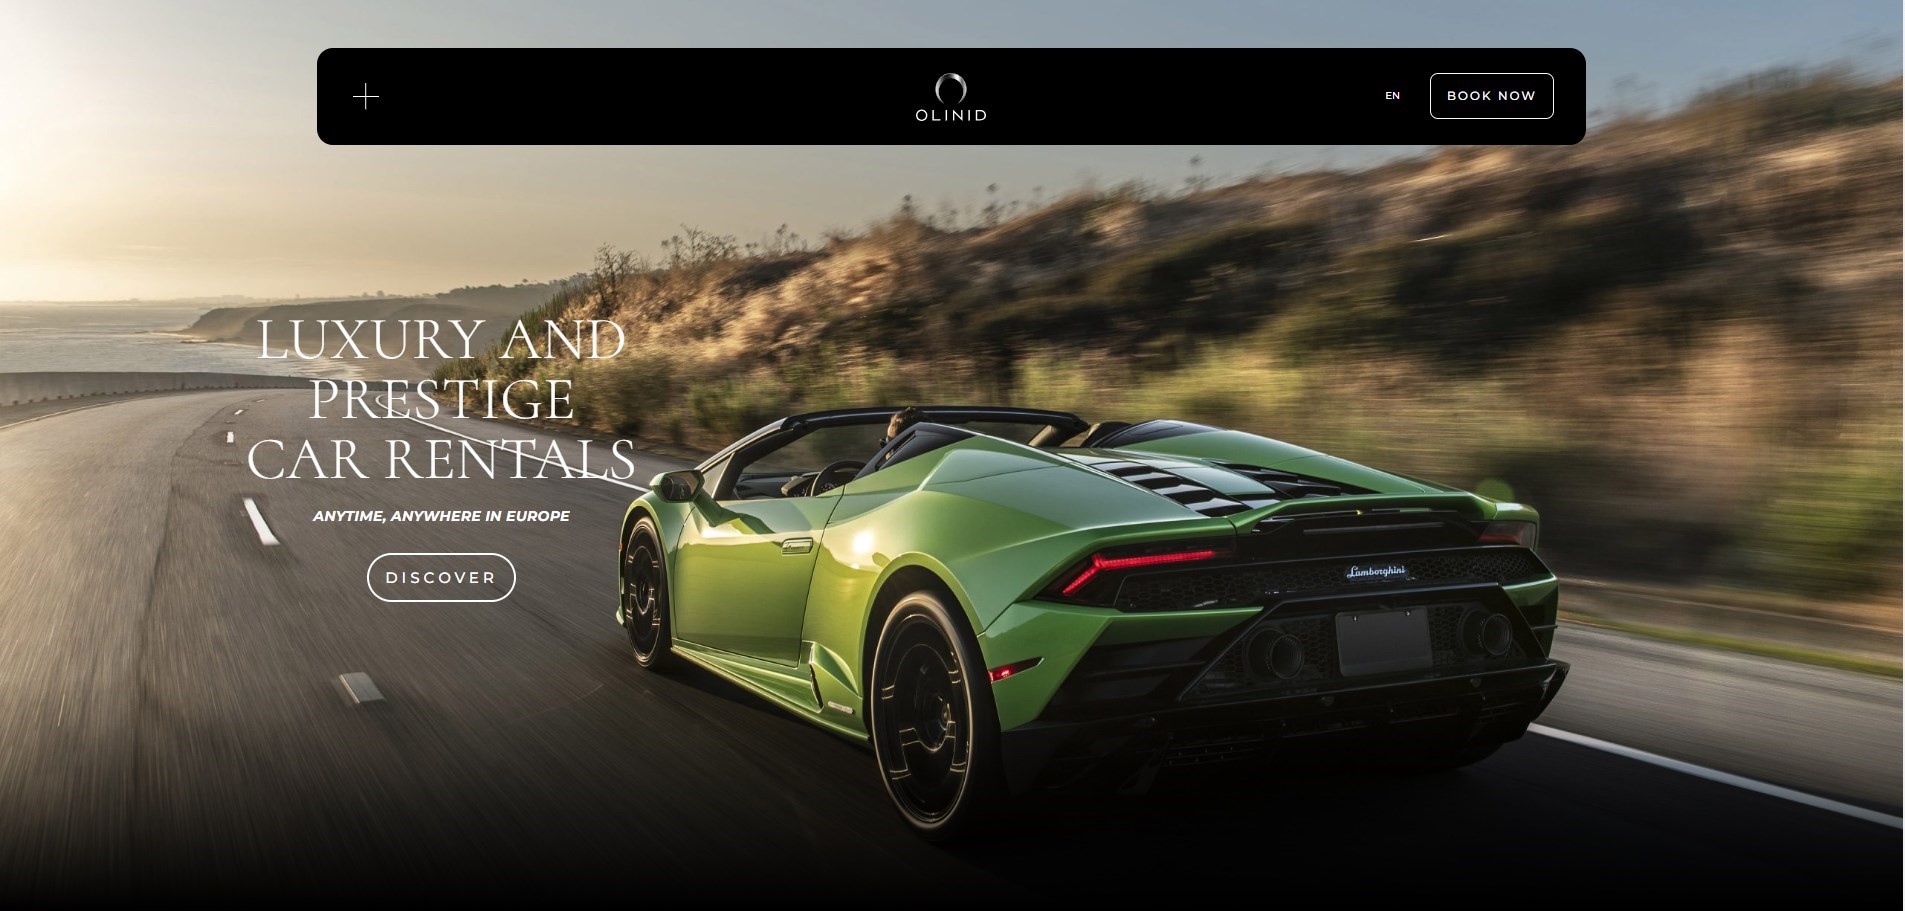 OLINID
EN
BOOK NOW
LUXURY AND
PRESTIGE
CAR RENTALS
ANYTIME, ANYWHERE IN EUROPE
DISCOVER
Lamborghini